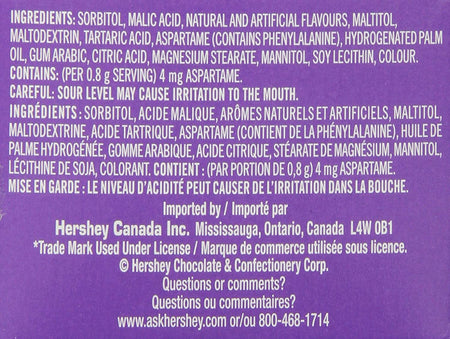 INGREDIENTS: SORBITOL, MALIC ACID, NATURAL AND ARTIFICIAL FLAVOURS, MALTITOL,
MALTODEXTRIN, TARTARIC ACID, ASPARTAME (CONTAINS PHENYLALANINE), HYDROGENATED PALM
OIL, GUM ARABIC, CITRIC ACID, MAGNESIUM STEARATE, MANNITOL, SOY LECITHIN, COLOUR.
CONTAINS: (PER 0.8 g SERVING) 4 mg ASPARTAME.
CAREFUL: SOUR LEVEL MAY CAUSE IRRITATION TO THE MOUTH.
INGRÉDIENTS : SORBITOL, ACIDE MALIQUE, ARÔMES NATURELS ET ARTIFICIELS, MALTITOL,
MALTODEXTRINE, ACIDE TARTRIQUE, ASPARTAME (CONTIENT DE LA PHÉNYLALANINE), HUILE DE
PALME HYDROGÉNÉE, GOMME ARABIQUE, ACIDE CITRIQUE, STÉARATE DE MAGNÉSIUM, MANNITOL,
LÉCITHINE DE SOJA, COLORANT. CONTIENT : (PAR PORTION DE 0,8 g) 4 mg ASPARTAME.
MISE EN GARDE : LE NIVEAU D'ACIDITÉ PEUT CAUSER DE L'IRRITATION DANS LA BOUCHE.
Imported by / Importé par
Hershey Canada Inc. Mississauga, Ontario, Canada L4W 0B1
*Trade Mark Used Under License / Marque de commerce utilisée sous licence.
© Hershey Chocolate & Confectionery Corp.
Questions or comments?
Questions ou commentaires?
www.askhershey.com or/ou 800-468-1714